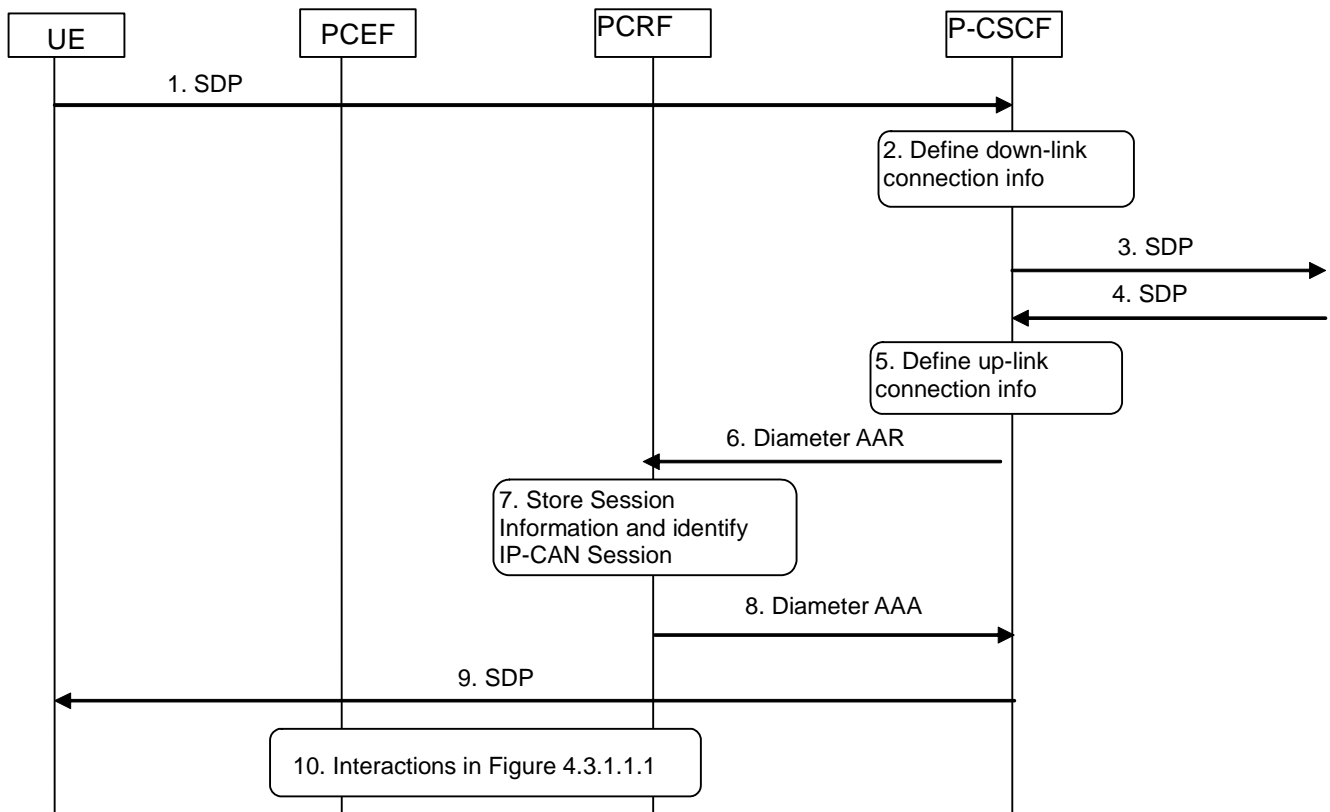 UE
PCEF
PCRF
P-CSCF
1. SDP
2. Define down-link
connection info
3. SDP
4. SDP
5. Define up-link
connection info
6. Diameter AAR
7. Store Session
Information and identify
IP-CAN Session
8. Diameter AAA
9. SDP
10. Interactions in Figure 4.3.1.1.1